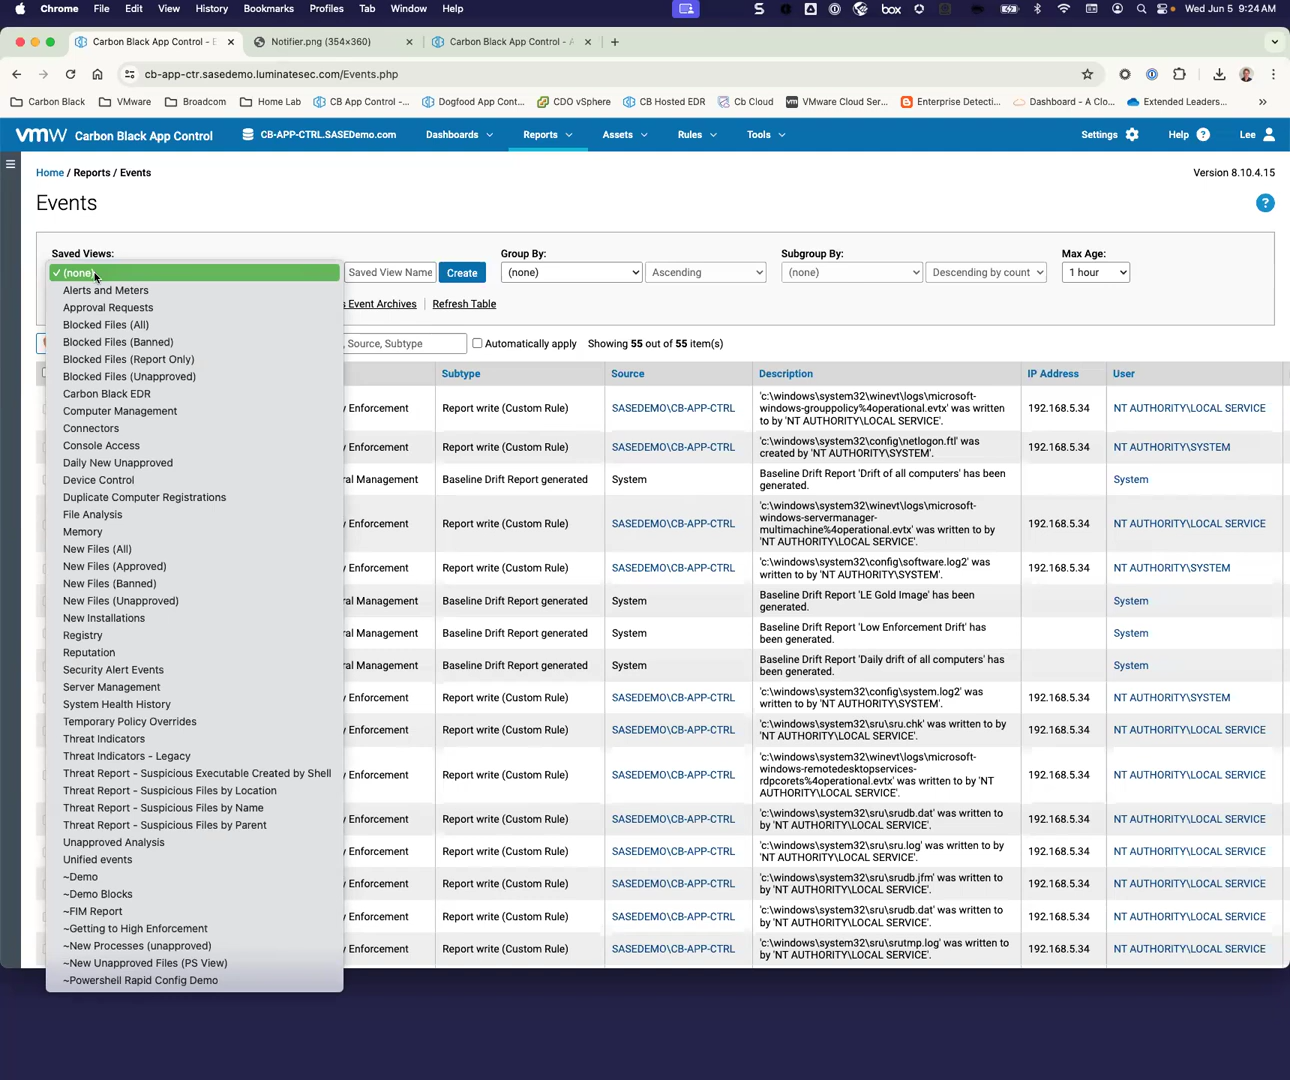 Chrome File Edit View History Bookmarks Profiles Tab Window Help box Wed Jun 5 9:24 AM
Carbon Black App Control - E Notifier.png (354×360) Carbon Black App Control - A
cb-app-ctr.sasedemo.luminatesec.com/Events.php
Carbon Black VMware Broadcom Home Lab CB App Control -... Dogfood App Cont... CDO vSphere CB Hosted EDR Cb Cloud VMware Cloud Ser... Enterprise Detecti... Dashboard - A Clo... Extended Leaders... »
vmw Carbon Black App Control CB-APP-CTRL.SASEDemo.com Dashboards Reports Assets Rules Tools Settings Help ? Lee
Home / Reports / Events Version 8.10.4.15
Events ?
Saved Views: Group By: Subgroup By: Max Age:
✓ (none) Saved View Name Create (none) Ascending (none) Descending by count 1 hour
Alerts and Meters
Approval Requests
Blocked Files (All)
Blocked Files (Banned)
Blocked Files (Report Only)
Blocked Files (Unapproved)
Carbon Black EDR
Computer Management
Connectors
Console Access
Daily New Unapproved
Device Control
Duplicate Computer Registrations
File Analysis
Memory
New Files (All)
New Files (Approved)
New Files (Banned)
New Files (Unapproved)
New Installations
Registry
Reputation
Security Alert Events
Server Management
System Health History
Temporary Policy Overrides
Threat Indicators
Threat Indicators - Legacy
Threat Report - Suspicious Executable Created by Shell
Threat Report - Suspicious Files by Location
Threat Report - Suspicious Files by Name
Threat Report - Suspicious Files by Parent
Unapproved Analysis
Unified events
~Demo
~Demo Blocks
~FIM Report
~Getting to High Enforcement
~New Processes (unapproved)
~New Unapproved Files (PS View)
~Powershell Rapid Config Demo
s Event Archives Refresh Table
, Source, Subtype Automatically apply Showing 55 out of 55 item(s)
Subtype Source Description IP Address User
y Enforcement Report write (Custom Rule) SASEDEMO\CB-APP-CTRL 'c:\windows\system32\winevt\logs\microsoft-
windows-grouppolicy%4operational.evtx' was written
to by 'NT AUTHORITY\LOCAL SERVICE'. 192.168.5.34 NT AUTHORITY\LOCAL SERVICE
y Enforcement Report write (Custom Rule) SASEDEMO\CB-APP-CTRL 'c:\windows\system32\config\netlogon.ftl' was
created by 'NT AUTHORITY\SYSTEM'. 192.168.5.34 NT AUTHORITY\SYSTEM
ral Management Baseline Drift Report generated System Baseline Drift Report 'Drift of all computers' has been
generated. System
y Enforcement Report write (Custom Rule) SASEDEMO\CB-APP-CTRL 'c:\windows\system32\winevt\logs\microsoft-
windows-servermanager-
multimachine%4operational.evtx' was written to by
'NT AUTHORITY\LOCAL SERVICE'. 192.168.5.34 NT AUTHORITY\LOCAL SERVICE
y Enforcement Report write (Custom Rule) SASEDEMO\CB-APP-CTRL 'c:\windows\system32\config\software.log2' was
written to by 'NT AUTHORITY\SYSTEM'. 192.168.5.34 NT AUTHORITY\SYSTEM
ral Management Baseline Drift Report generated System Baseline Drift Report 'LE Gold Image' has been
generated. System
ral Management Baseline Drift Report generated System Baseline Drift Report 'Low Enforcement Drift' has
been generated. System
ral Management Baseline Drift Report generated System Baseline Drift Report 'Daily drift of all computers' has
been generated. System
y Enforcement Report write (Custom Rule) SASEDEMO\CB-APP-CTRL 'c:\windows\system32\config\system.log2' was
written to by 'NT AUTHORITY\SYSTEM'. 192.168.5.34 NT AUTHORITY\SYSTEM
y Enforcement Report write (Custom Rule) SASEDEMO\CB-APP-CTRL 'c:\windows\system32\sru\sru.chk' was written to by
'NT AUTHORITY\LOCAL SERVICE'. 192.168.5.34 NT AUTHORITY\LOCAL SERVICE
y Enforcement Report write (Custom Rule) SASEDEMO\CB-APP-CTRL 'c:\windows\system32\winevt\logs\microsoft-
windows-remotedesktopservices-
rdpcorets%4operational.evtx' was written to by 'NT
AUTHORITY\LOCAL SERVICE'. 192.168.5.34 NT AUTHORITY\LOCAL SERVICE
y Enforcement Report write (Custom Rule) SASEDEMO\CB-APP-CTRL 'c:\windows\system32\sru\srudb.dat' was written to
by 'NT AUTHORITY\LOCAL SERVICE'. 192.168.5.34 NT AUTHORITY\LOCAL SERVICE
y Enforcement Report write (Custom Rule) SASEDEMO\CB-APP-CTRL 'c:\windows\system32\sru\sru.log' was written to
by 'NT AUTHORITY\LOCAL SERVICE'. 192.168.5.34 NT AUTHORITY\LOCAL SERVICE
y Enforcement Report write (Custom Rule) SASEDEMO\CB-APP-CTRL 'c:\windows\system32\sru\srudb.jfm' was written to
by 'NT AUTHORITY\LOCAL SERVICE'. 192.168.5.34 NT AUTHORITY\LOCAL SERVICE
y Enforcement Report write (Custom Rule) SASEDEMO\CB-APP-CTRL 'c:\windows\system32\sru\srudb.dat' was written to
by 'NT AUTHORITY\LOCAL SERVICE'. 192.168.5.34 NT AUTHORITY\LOCAL SERVICE
y Enforcement Report write (Custom Rule) SASEDEMO\CB-APP-CTRL 'c:\windows\system32\sru\srutmp.log' was written to
by 'NT AUTHORITY\LOCAL SERVICE'. 192.168.5.34 NT AUTHORITY\LOCAL SERVICE